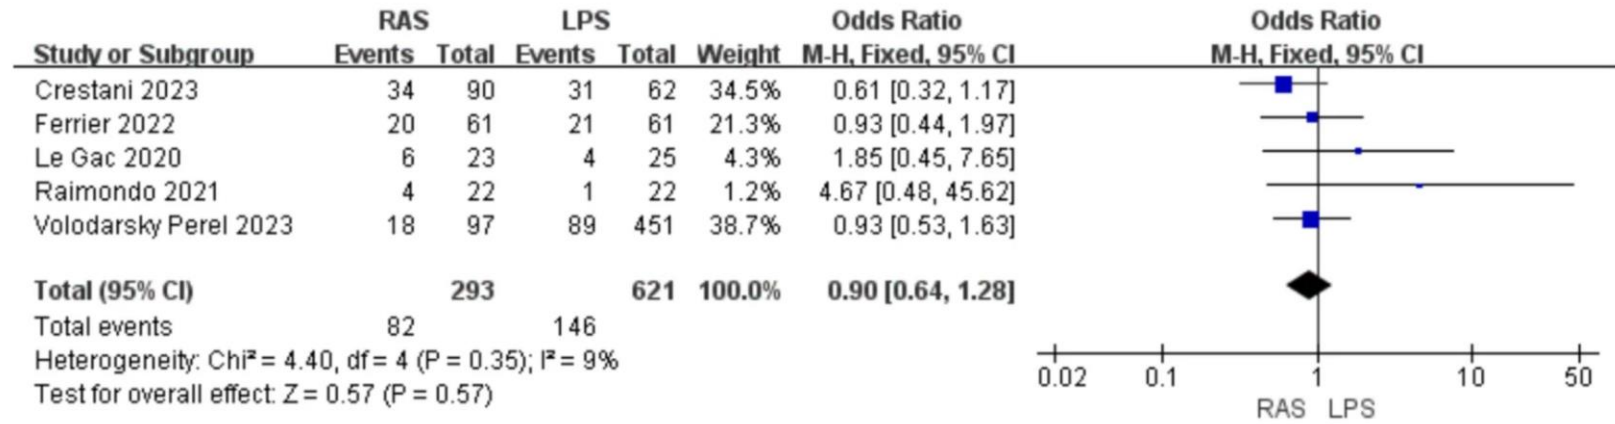 RAS LPS Odds Ratio Odds Ratio
Study or Subgroup Events Total Events Total Weight M-H, Fixed, 95% CI M-H, Fixed, 95% CI
Crestani 2023 34 90 31 62 34.5% 0.61 [0.32, 1.17]
Ferrier 2022 20 61 21 61 21.3% 0.93 [0.44, 1.97]
Le Gac 2020 6 23 4 25 4.3% 1.85 [0.45, 7.65]
Raimondo 2021 4 22 1 22 1.2% 4.67 [0.48, 45.62]
Volodarsky Perel 2023 18 97 89 451 38.7% 0.93 [0.53, 1.63]
Total (95% CI) 293 621 100.0% 0.90 [0.64, 1.28]
Total events 82 146
Heterogeneity: Chi² = 4.40, df = 4 (P = 0.35); I² = 9%
Test for overall effect: Z = 0.57 (P = 0.57)
0.02 0.1 1 10 50
RAS LPS